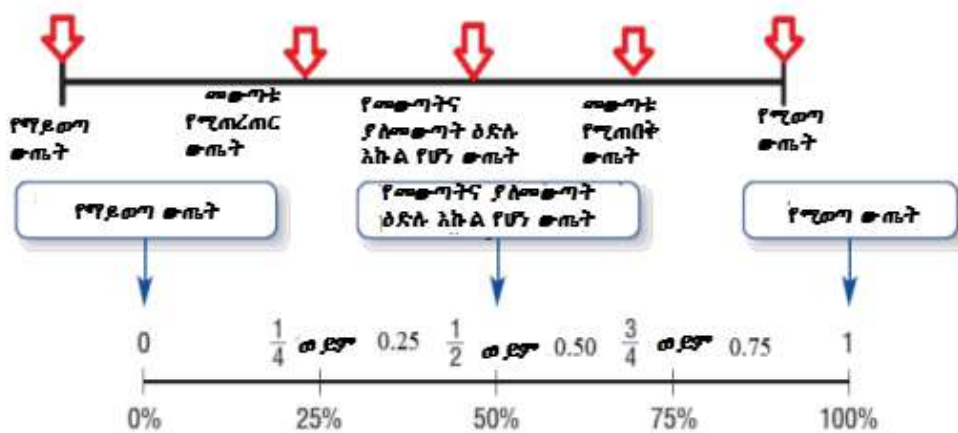 የማይወጣ
ውጤት
መውጣቱ
የሚጠረጠር
ውጤት
የመውጣትና
ያለመውጣት ዕድሉ
እኩል የሆነ ውጤት
መውጣቱ
የሚጠበቅ
ውጤት
የሚወጣ
ውጤት
የማይወጣ ውጤት
የመውጣትና ያለመውጣት
ዕድሉ እኩል የሆነ ውጤት
የሚወጣ ውጤት
0 1/4 ወይም 0.25 1/2 ወይም 0.50 3/4 ወይም 0.75 1
0% 25% 50% 75% 100%